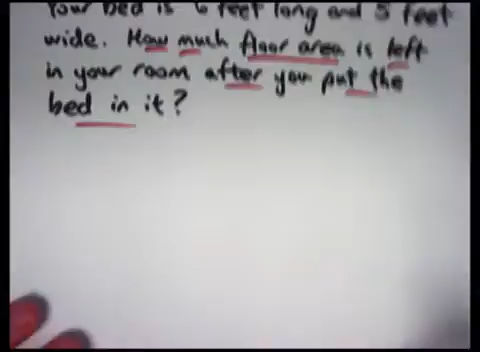 Your bed is 6 feet long and 5 feet
wide. How much floor area is left
in your room after you put the
bed in it?